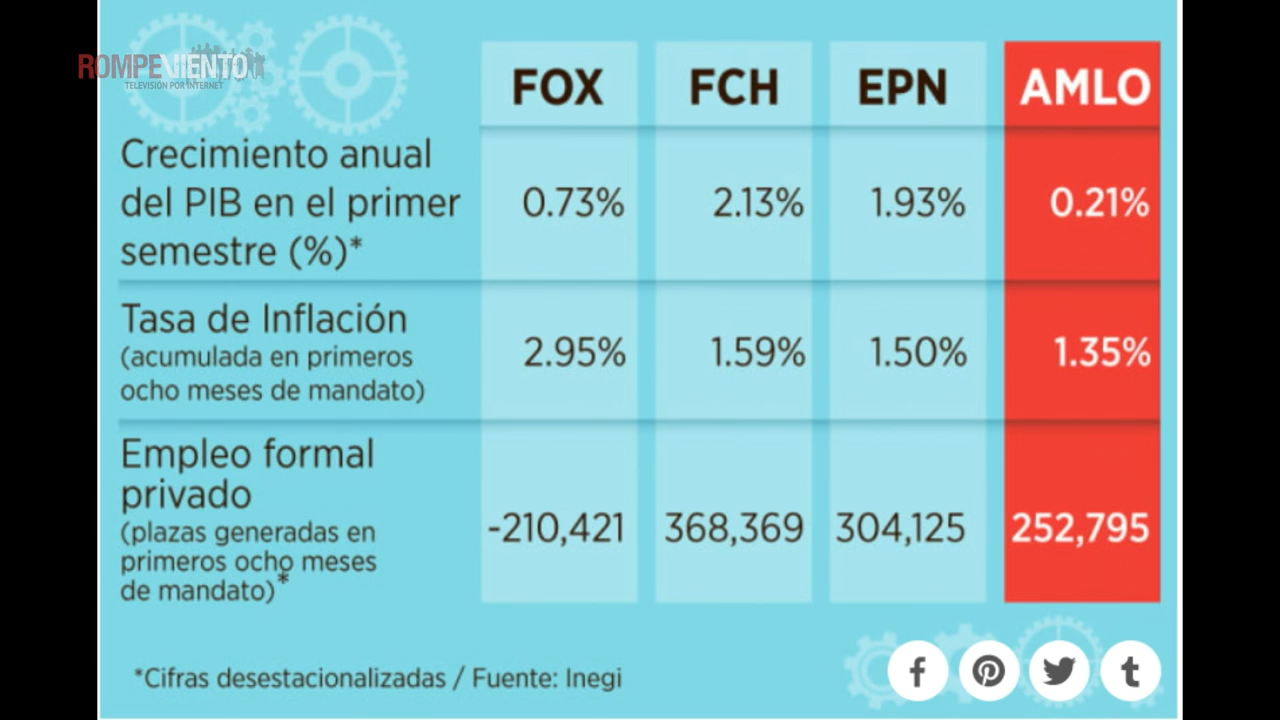 ROMPEVIENTO
TELEVISIÓN POR INTERNET
FOX FCH EPN AMLO
Crecimiento anual
del PIB en el primer
semestre (%)*
0.73% 2.13% 1.93% 0.21%
Tasa de Inflación
(acumulada en primeros
ocho meses de mandato)
2.95% 1.59% 1.50% 1.35%
Empleo formal
privado
(plazas generadas en
primeros ocho meses
de mandato)*
-210,421 368,369 304,125 252,795
*Cifras desestacionalizadas / Fuente: Inegi